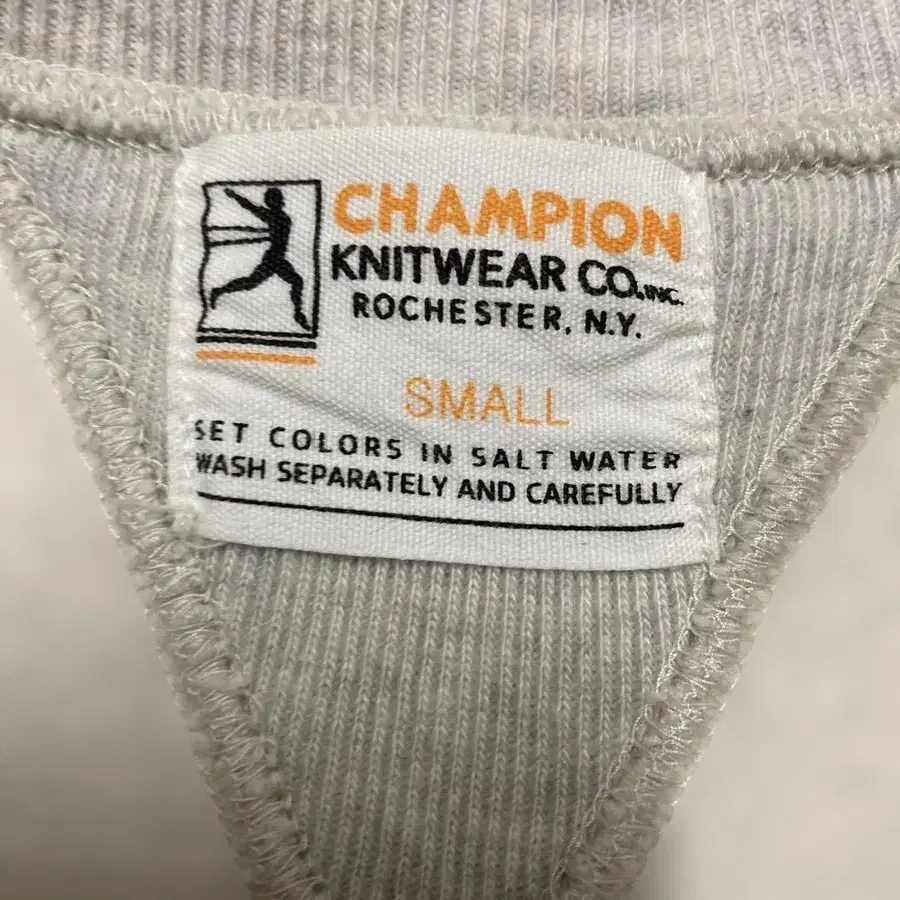 CHAMPION
KNITWEAR CO.,INC.
ROCHESTER, N.Y.
SMALL
SET COLORS IN SALT WATER
WASH SEPARATELY AND CAREFULLY